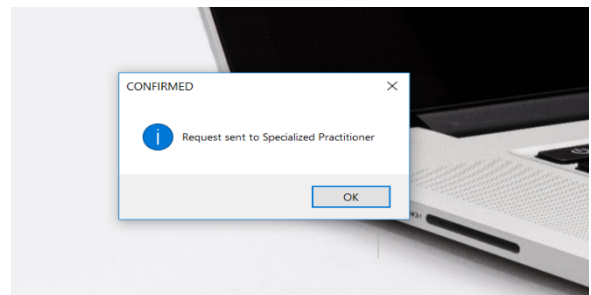 CONFIRMED
Request sent to Specialized Practitioner
OK